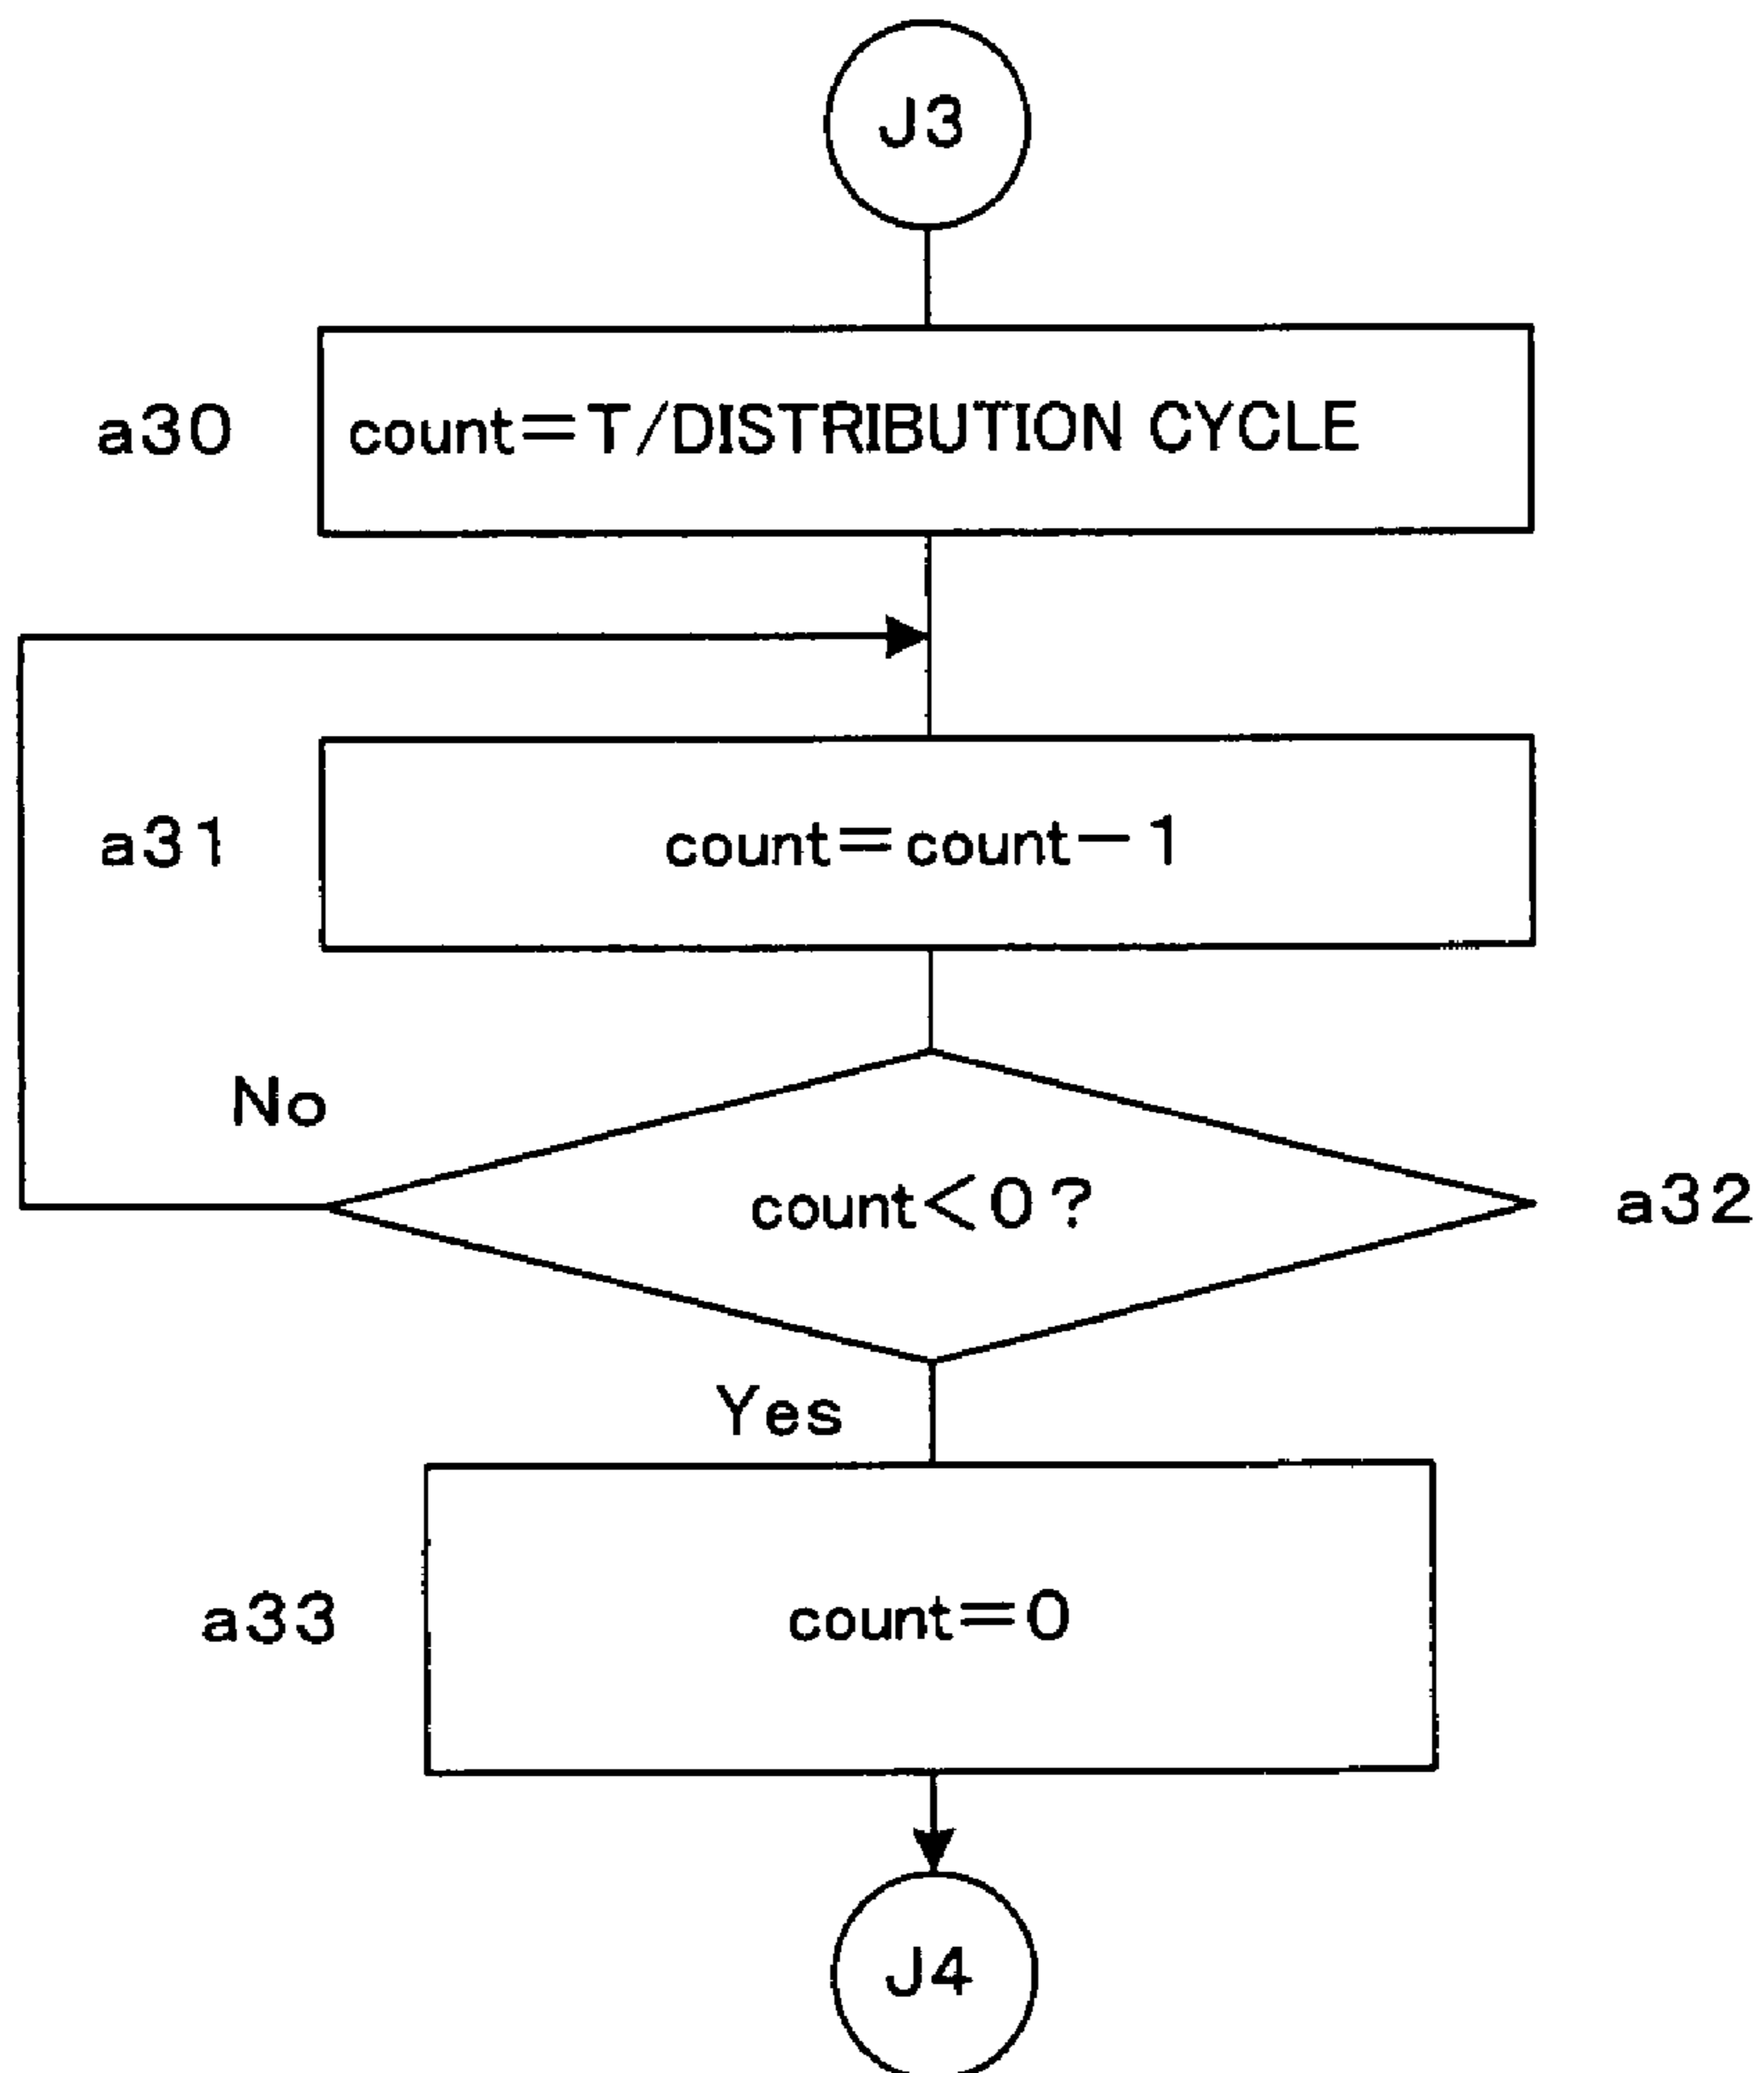 J3
a30 count=T/DISTRIBUTION CYCLE
a31 count=count-1
No
count<0? a32
Yes
a33 count=0
J4